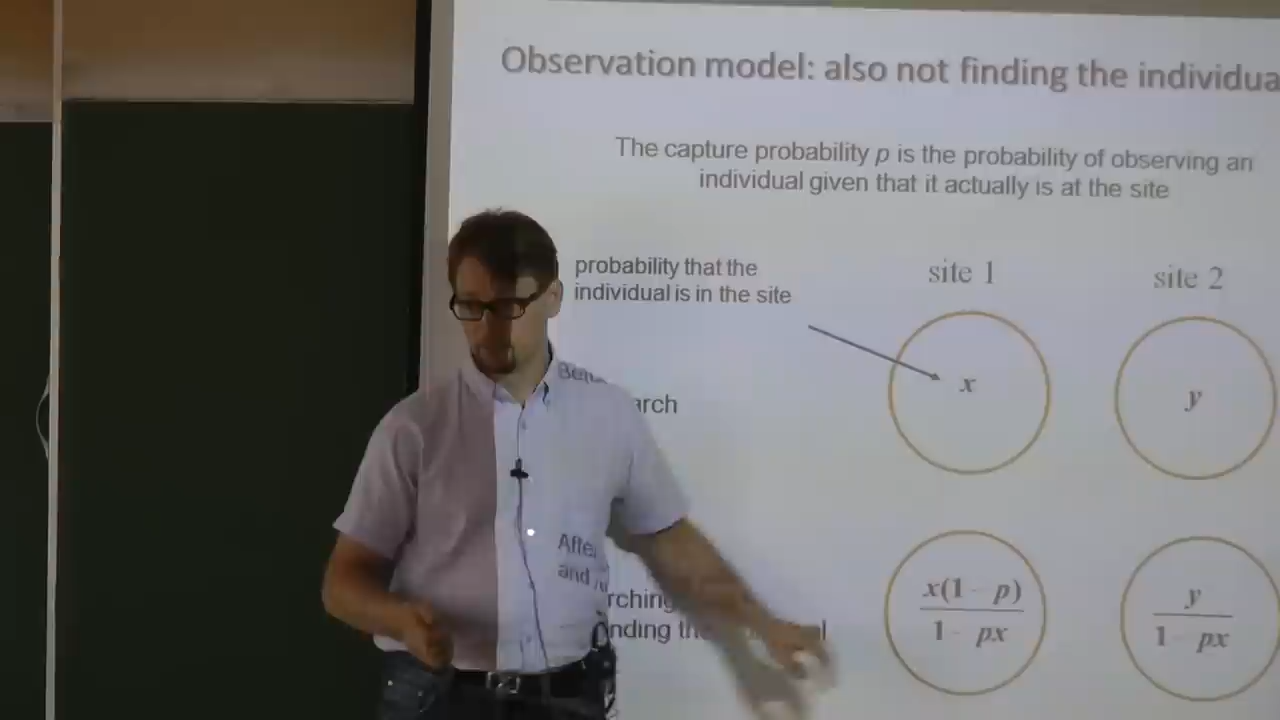 Observation model: also not finding the individua
The capture probability p is the probability of observing an
individual given that it actually is at the site
probability that the
individual is in the site
site 1
site 2
x
y
x(1 - p)
1 - px
y
1 - px